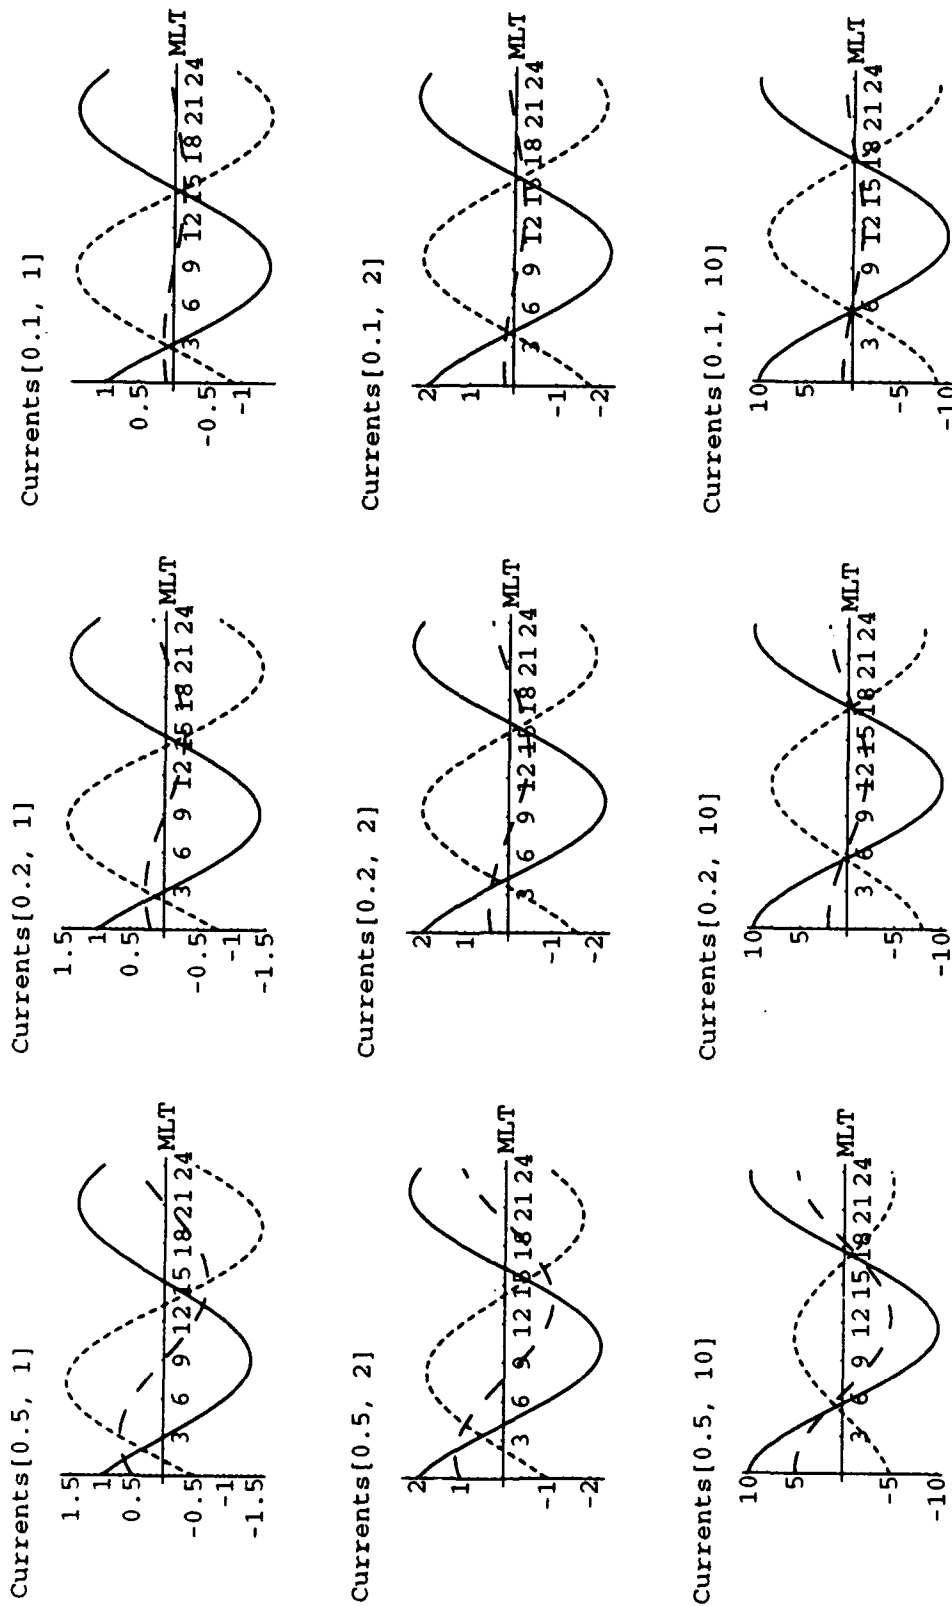 Currents[0.5, 1]
1.5
1
0.5
MLT
3 6 9 12 15 18 21 24
-0.5
-1
-1.5
Currents[0.2, 1]
1.5
1
0.5
MLT
3 6 9 12 15 18 21 24
-0.5
-1
-1.5
Currents[0.1, 1]
1
0.5
MLT
3 6 9 12 15 18 21 24
-0.5
-1
Currents[0.5, 2]
2
1
MLT
3 6 9 12 15 18 21 24
-1
-2
Currents[0.2, 2]
2
1
MLT
3 6 9 12 15 18 21 24
-1
-2
Currents[0.1, 2]
2
1
MLT
3 6 9 12 15 18 21 24
-1
-2
Currents[0.5, 10]
10
5
MLT
3 6 9 12 15 18 21 24
-5
-10
Currents[0.2, 10]
10
5
MLT
3 6 9 12 15 18 21 24
-5
-10
Currents[0.1, 10]
10
5
MLT
3 6 9 12 15 18 21 24
-5
-10